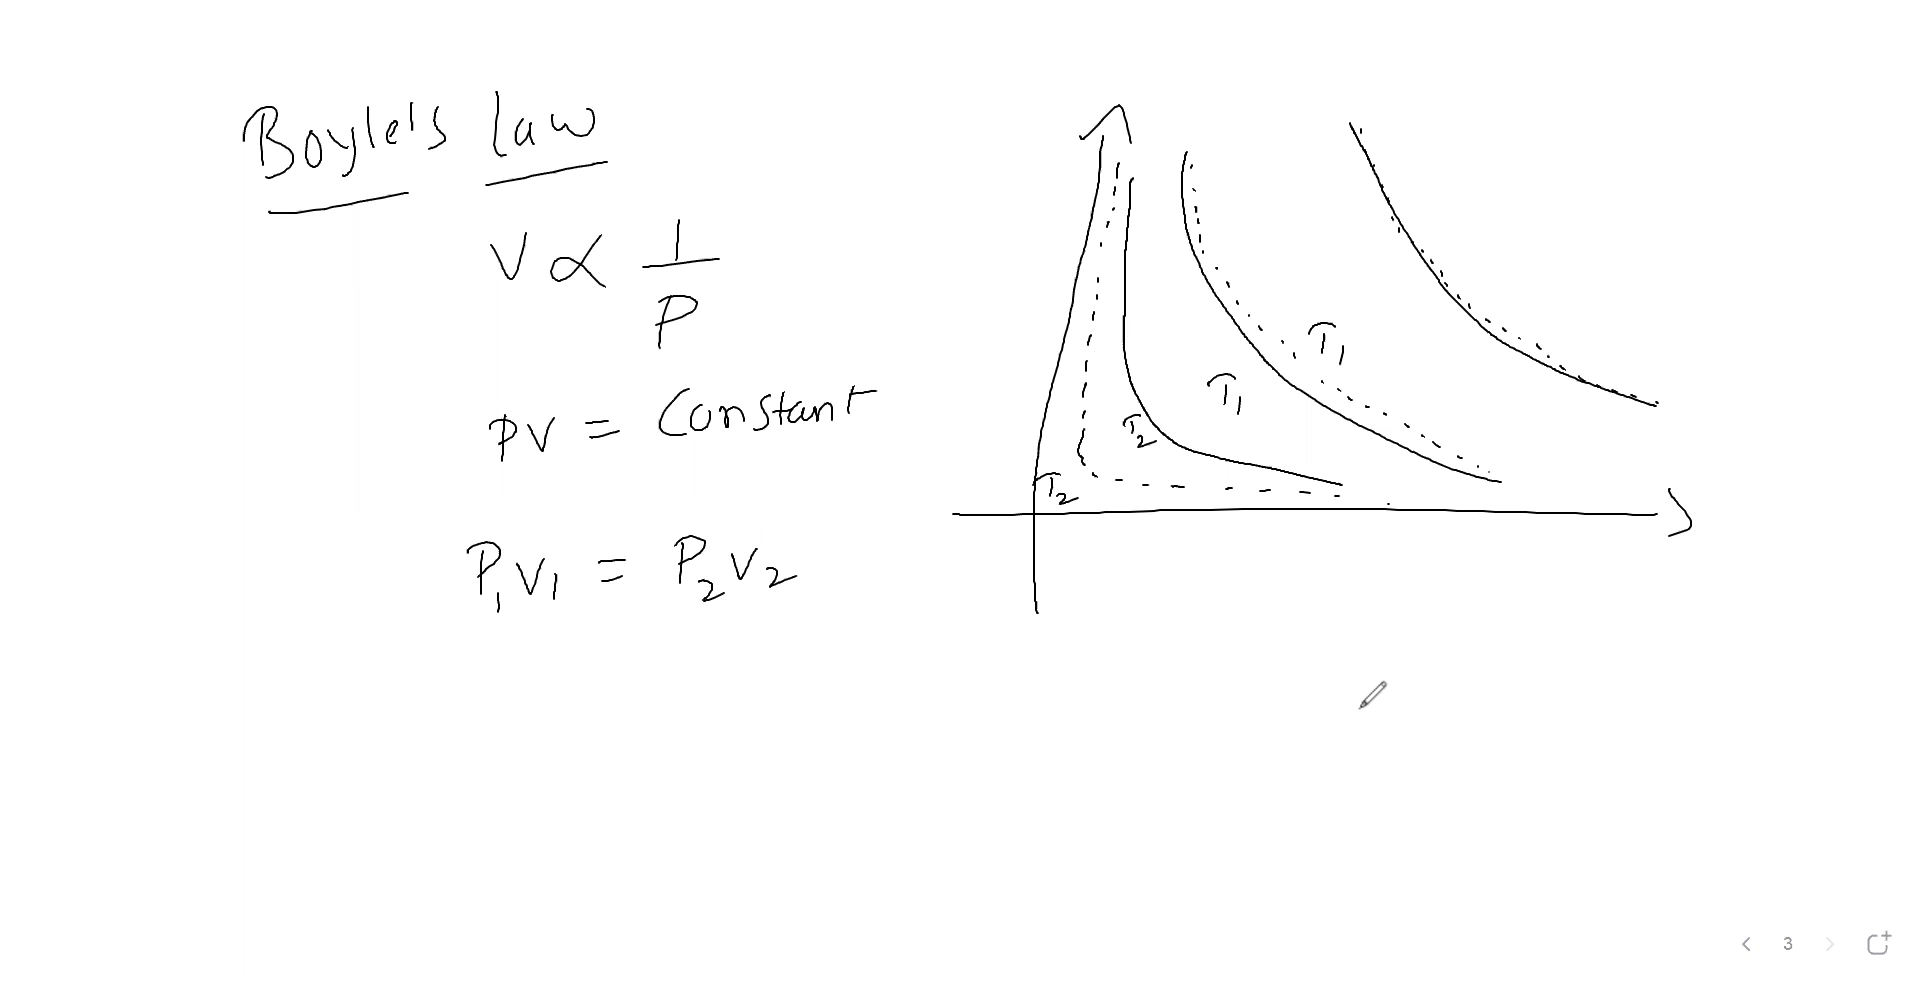 Boyle's Law
V ∝ 1/P
PV = Constant
P₁V₁ = P₂V₂
T₁
T₁
T₂
T₂
3